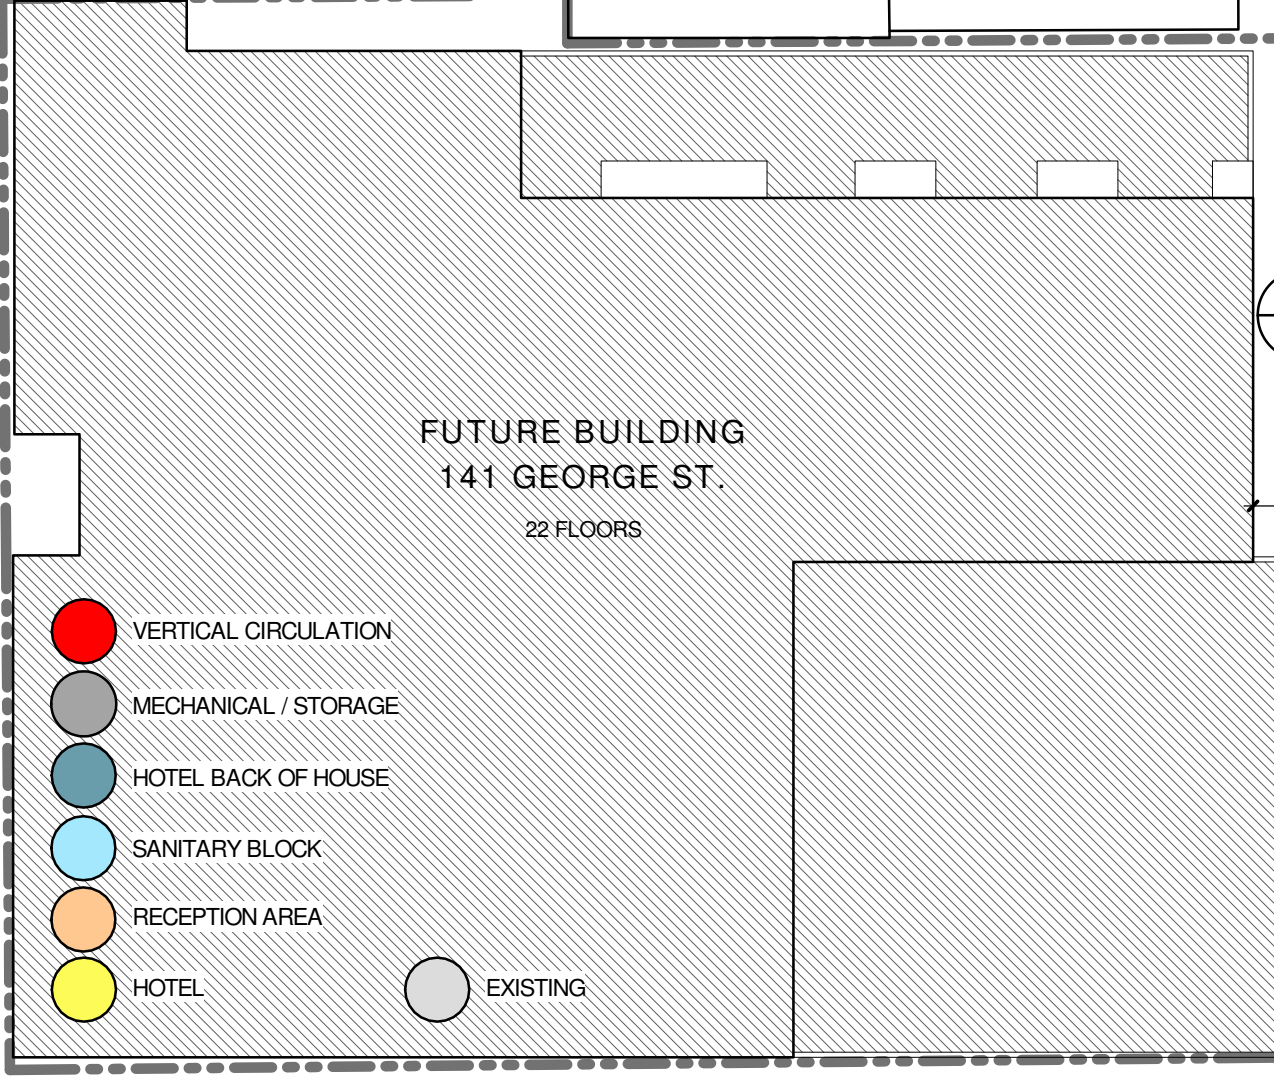 FUTURE BUILDING
141 GEORGE ST.
22 FLOORS
VERTICAL CIRCULATION
MECHANICAL / STORAGE
HOTEL BACK OF HOUSE
SANITARY BLOCK
RECEPTION AREA
HOTEL
EXISTING